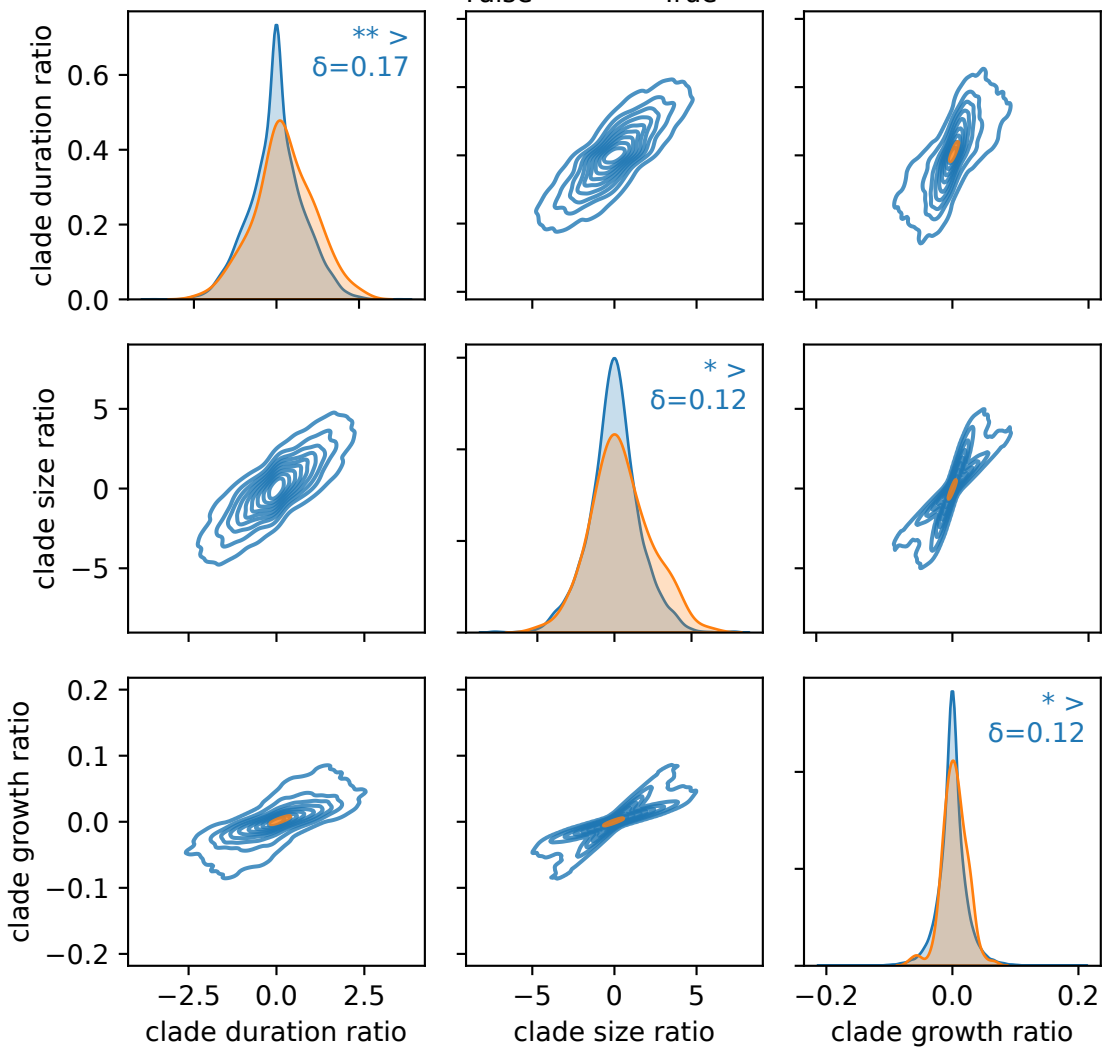 False True
clade duration ratio
0.6
0.4
0.2
0.0
** >
δ=0.17
clade size ratio
5
0
−5
* >
δ=0.12
clade growth ratio
0.2
0.1
0.0
−0.1
−0.2
* >
δ=0.12
−2.5 0.0 2.5
−5 0 5
−0.2 0.0 0.2
clade duration ratio
clade size ratio
clade growth ratio